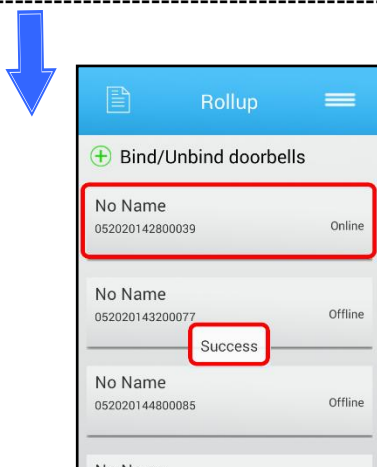 Rollup
Bind/Unbind doorbells
No Name
052020142800039
Online
No Name
052020143200077
Offline
Success
No Name
052020144800085
Offline